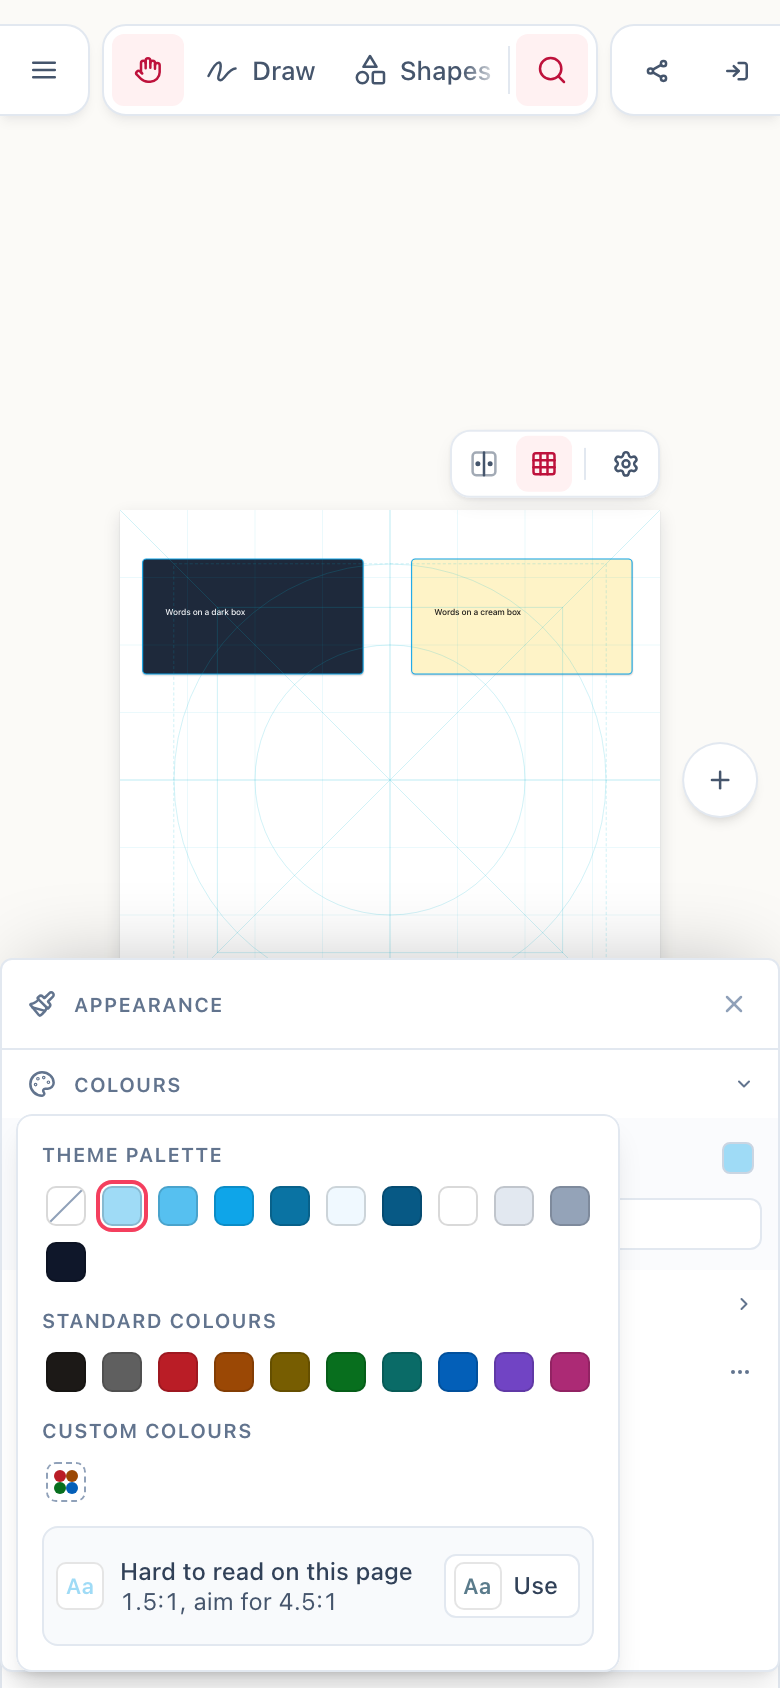 Draw
Shapes
Words on a dark box
Words on a cream box
APPEARANCE
COLOURS
THEME PALETTE
STANDARD COLOURS
CUSTOM COLOURS
Aa
Hard to read on this page
1.5:1, aim for 4.5:1
Aa
Use